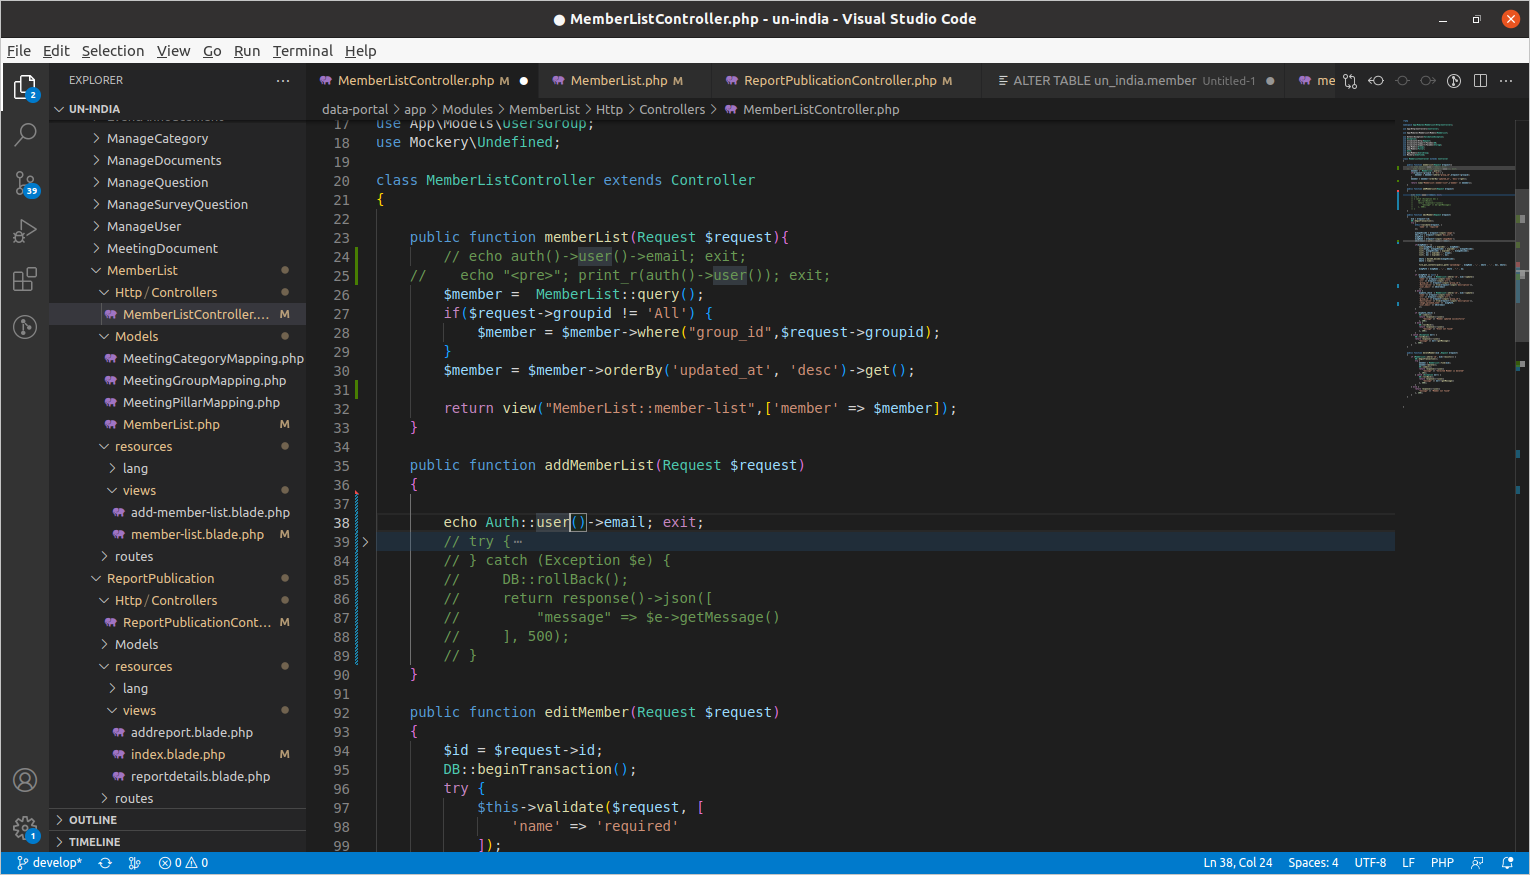 ● MemberListController.php - un-india - Visual Studio Code
File Edit Selection View Go Run Terminal Help
EXPLORER ...
MemberListController.php M ●
MemberList.php M
ReportPublicationController.php M
ALTER TABLE un_india.member Untitled-1 ●
me
2
UN-INDIA
data-portal > app > Modules > MemberList > Http > Controllers > MemberListController.php
ManageCategory
ManageDocuments
ManageQuestion
39
ManageSurveyQuestion
ManageUser
MeetingDocument
MemberList
Http / Controllers
MemberListController.... M
Models
MeetingCategoryMapping.php
MeetingGroupMapping.php
MeetingPillarMapping.php
MemberList.php M
resources
lang
views
add-member-list.blade.php
member-list.blade.php M
routes
ReportPublication
Http / Controllers
ReportPublicationCont... M
Models
resources
lang
views
addreport.blade.php
index.blade.php M
reportdetails.blade.php
routes
OUTLINE
1
TIMELINE
17 use App\Models\UsersGroup;
18 use Mockery\Undefined;
19
20 class MemberListController extends Controller
21 {
22
23 public function memberList(Request $request){
24 // echo auth()->user()->email; exit;
25 // echo "<pre>"; print_r(auth()->user()); exit;
26 $member = MemberList::query();
27 if($request->groupid != 'All') {
28 $member = $member->where("group_id",$request->groupid);
29 }
30 $member = $member->orderBy('updated_at', 'desc')->get();
31
32 return view("MemberList::member-list",['member' => $member]);
33 }
34
35 public function addMemberList(Request $request)
36 {
37
38 echo Auth::user()->email; exit;
39 // try {⋯
84 // } catch (Exception $e) {
85 // DB::rollBack();
86 // return response()->json([
87 // "message" => $e->getMessage()
88 // ], 500);
89 // }
90 }
91
92 public function editMember(Request $request)
93 {
94 $id = $request->id;
95 DB::beginTransaction();
96 try {
97 $this->validate($request, [
98 'name' => 'required'
99 ]);
develop* 0 0 Ln 38, Col 24 Spaces: 4 UTF-8 LF PHP